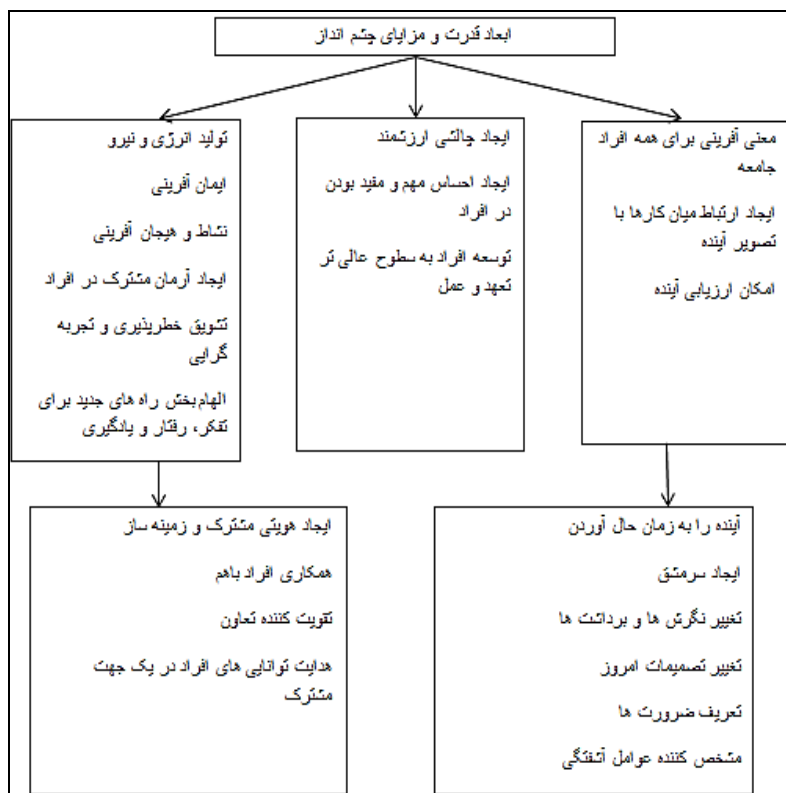 ابعاد قدرت و مزایای چشم انداز
معنی آفرینی برای همه افراد
جامعه
ایجاد ارتباط میان کارها با
تصویر آینده
امکان ارزیابی آینده
ایجاد چالشی ارزشمند
ایجاد احساس مهم و مفید بودن
در افراد
توسعه افراد به سطوح عالی تر
تعهد و عمل
تولید انرژی و نیرو
ایمان آفرینی
نشاط و هیجان آفرینی
ایجاد آرمان مشترک در افراد
تشویق خطرپذیری و تجربه
گرایی
الهام بخش راه های جدید برای
تفکر، رفتار و یادگیری
آینده را به زمان حال آوردن
ایجاد سرمشق
تغییر نگرش ها و برداشت ها
تغییر تصمیمات امروز
تعریف ضرورت ها
مشخص کننده عوامل آشفتگی
ایجاد هویتی مشترک و زمینه ساز
همکاری افراد باهم
تقویت کننده تعاون
هدایت توانایی های افراد در یک جهت
مشترک